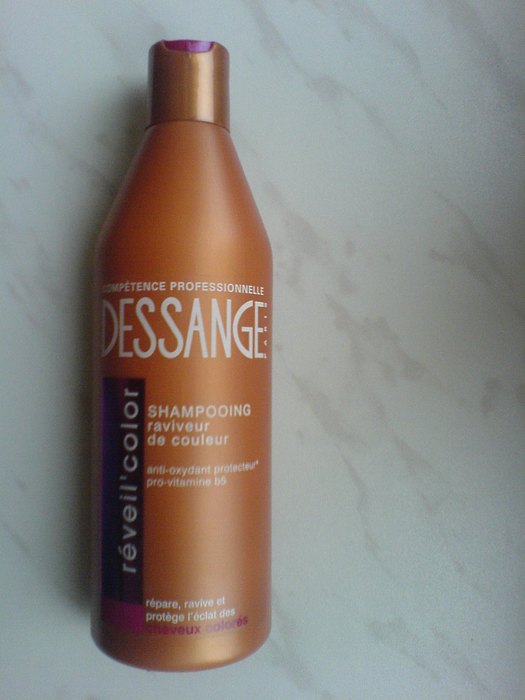 COMPÉTENCE PROFESSIONNELLE
DESSANGE
PARIS
réveil'color
SHAMPOOING
raviveur
de couleur
anti-oxydant protecteur*
pro-vitamine b5
répare, ravive et
protège l'éclat des
cheveux colorés